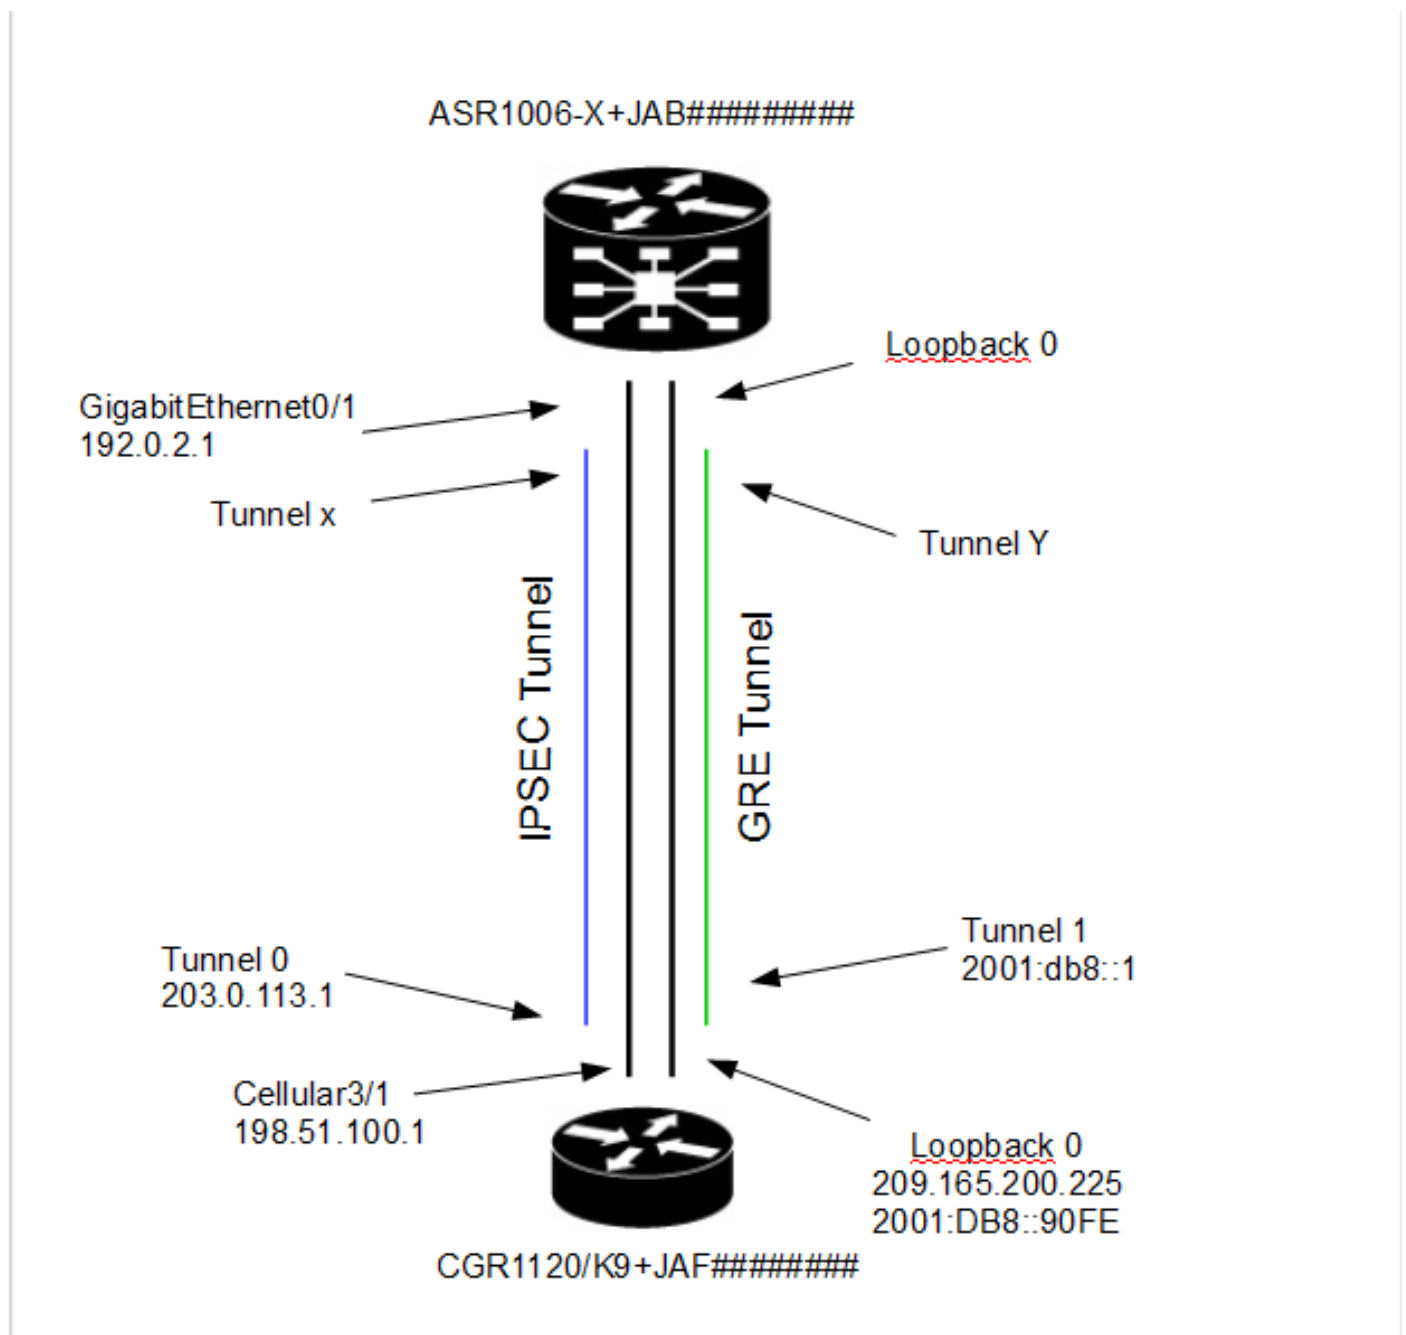 ASR1006-X+JAB#########
Loopback 0
GigabitEthernet0/1
192.0.2.1
Tunnel x
Tunnel Y
IPSEC Tunnel
GRE Tunnel
Tunnel 1
2001:db8::1
Tunnel 0
203.0.113.1
Cellular3/1
198.51.100.1
Loopback 0
209.165.200.225
2001:DB8::90FE
CGR1120/K9+JAF########